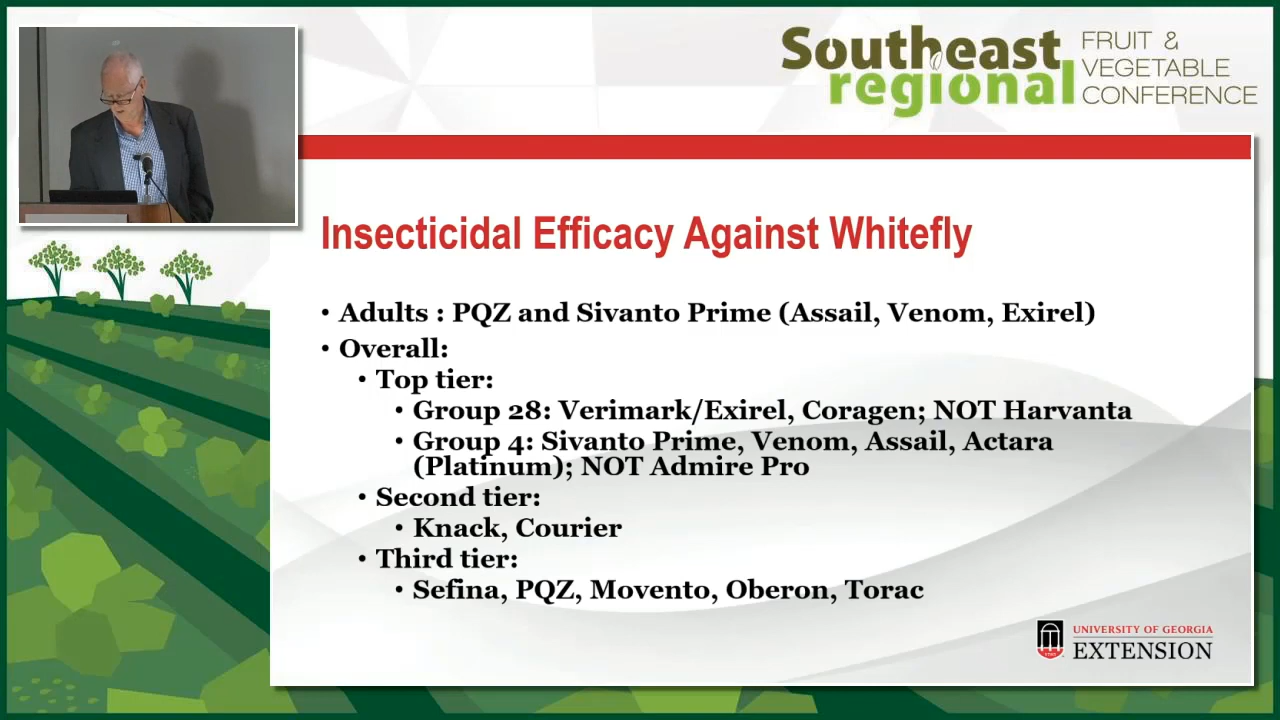 Southeast
regional
FRUIT &
VEGETABLE
CONFERENCE
Insecticidal Efficacy Against Whitefly
• Adults : PQZ and Sivanto Prime (Assail, Venom, Exirel)
• Overall:
• Top tier:
• Group 28: Verimark/Exirel, Coragen; NOT Harvanta
• Group 4: Sivanto Prime, Venom, Assail, Actara
(Platinum); NOT Admire Pro
• Second tier:
• Knack, Courier
• Third tier:
• Sefina, PQZ, Movento, Oberon, Torac
UNIVERSITY OF GEORGIA
EXTENSION